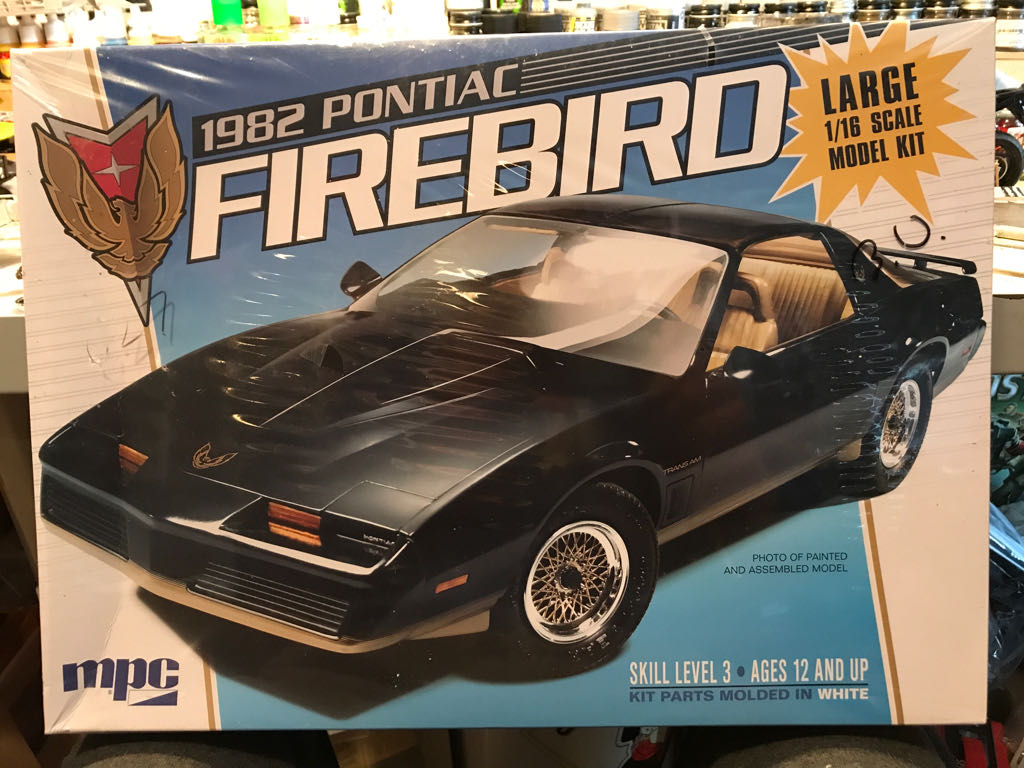 1982 PONTIAC
FIREBIRD
LARGE
1/16 SCALE
MODEL KIT
TRANS AM
PONTIAC
PHOTO OF PAINTED
AND ASSEMBLED MODEL
mpc
SKILL LEVEL 3 • AGES 12 AND UP
KIT PARTS MOLDED IN WHITE